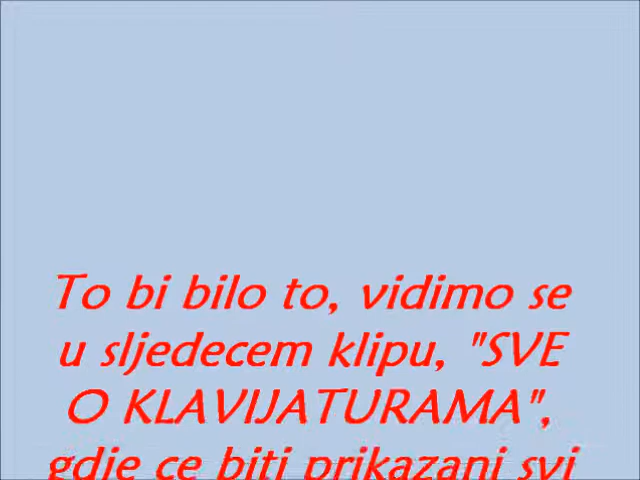 To bi bilo to, vidimo se
u sljedecem klipu, "SVE
O KLAVIJATURAMA",
gdje ce biti prikazani svi